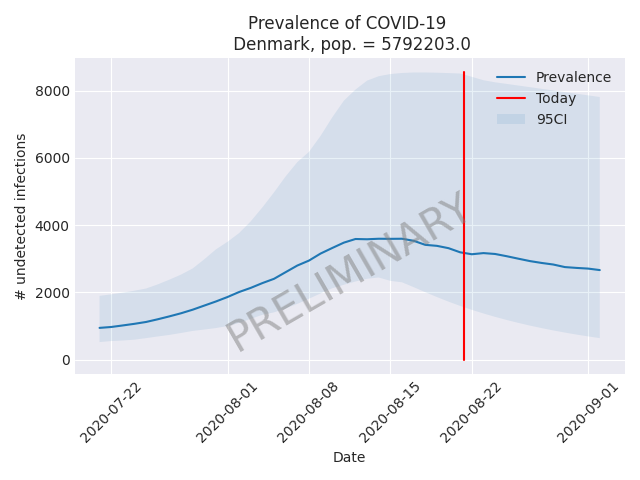 Prevalence of COVID-19
Denmark, pop. = 5792203.0
# undetected infections
8000
6000
4000
2000
0
Prevalence
Today
95CI
PRELIMINARY
2020-07-22
2020-08-01
2020-08-08
2020-08-15
2020-08-22
2020-09-01
Date